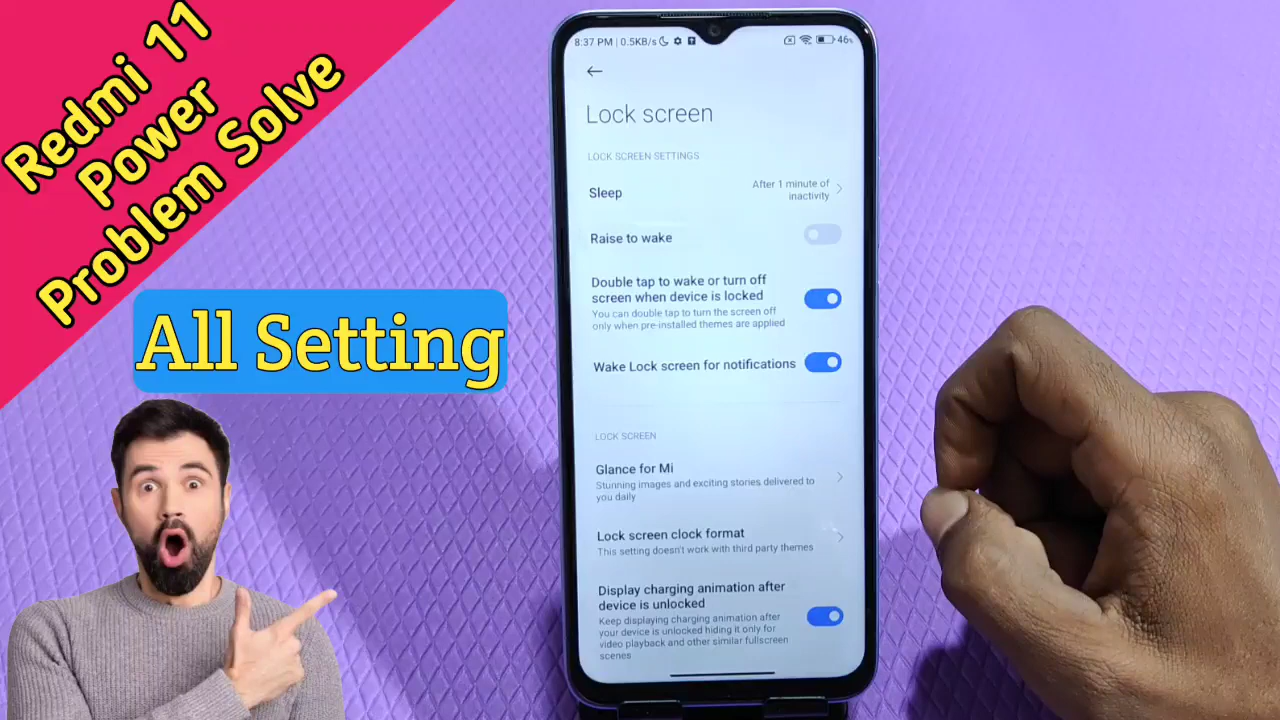 Redmi 11
Power
Problem Solve
All Setting
8:37 PM | 0.5KB/s
46%
Lock screen
LOCK SCREEN SETTINGS
Sleep
After 1 minute of
inactivity
Raise to wake
Double tap to wake or turn off
screen when device is locked
You can double tap to turn the screen off
only when pre-installed themes are applied
Wake Lock screen for notifications
LOCK SCREEN
Glance for Mi
Stunning images and exciting stories delivered to
you daily
Lock screen clock format
This setting doesn't work with third party themes
Display charging animation after
device is unlocked
Keep displaying charging animation after
your device is unlocked hiding it only for
video playback and other similar fullscreen
scenes